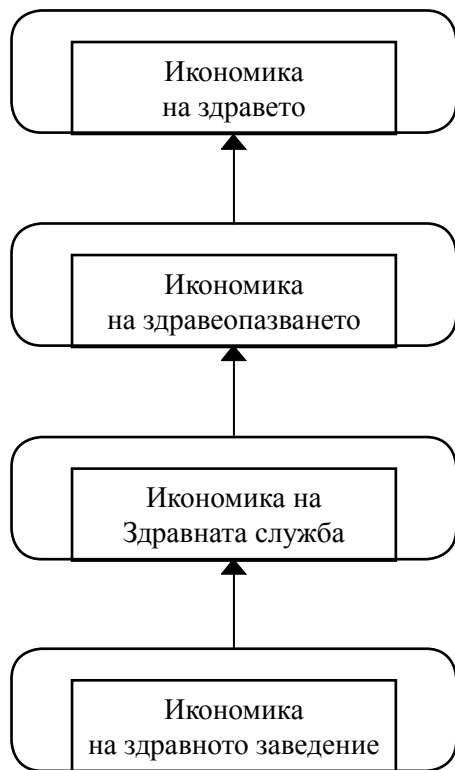 Икономика
на здравето
Икономика
на здравеопазването
Икономика на
Здравната служба
Икономика
на здравното заведение